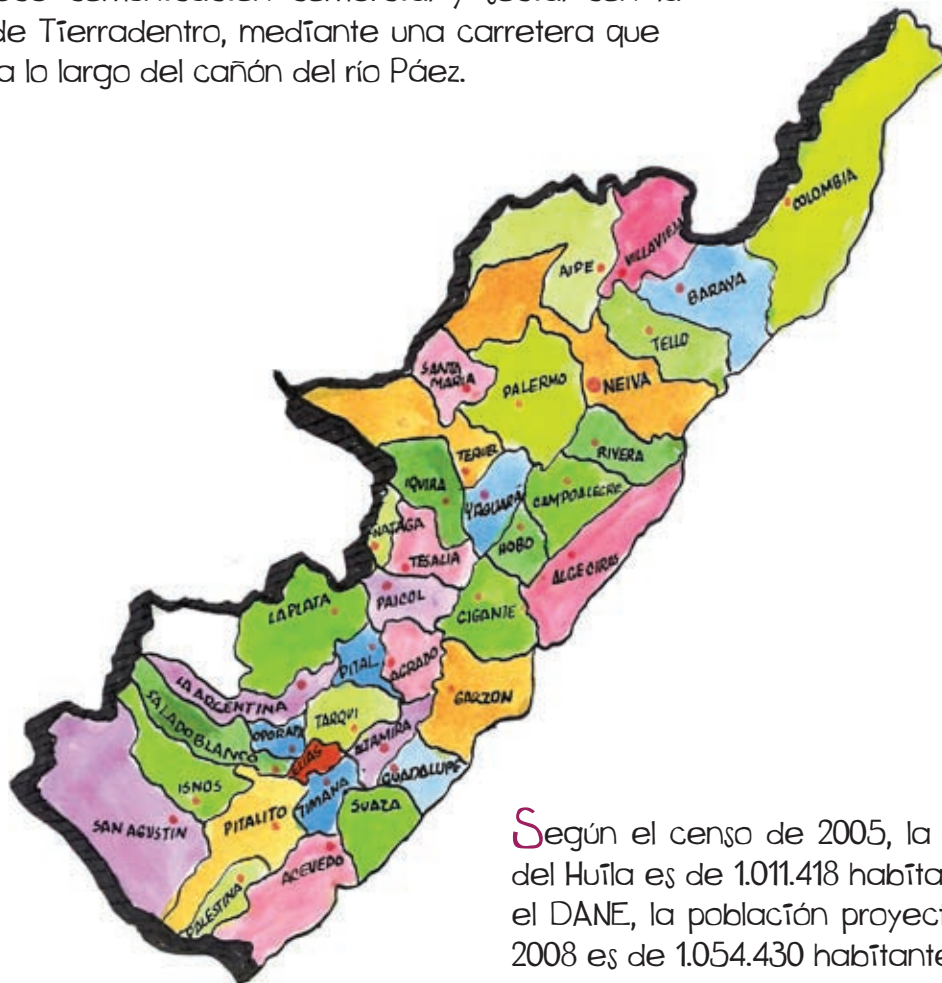 de Tierradentro, mediante una carretera que
a lo largo del cañón del río Páez.
COLOMBIA
VILLAVIEJA
AIPE
BARAYA
TELLO
SANTA
MARIA
PALERMO
NEIVA
TERUEL
RIVERA
IQUIRA
YAGUARÁ
CAMPOALEGRE
NATAGA
HOBO
TESALIA
ALGECIRAS
LA PLATA
PAICOL
GIGANTE
PITAL
AGRADO
LA ARGENTINA
GARZON
SALADOBLANCO
TARQUI
OPORAPA
ALTAMIRA
ELIAS
GUADALUPE
ISNOS
TIMANA
SUAZA
SAN AGUSTIN
PITALITO
ACEVEDO
PALESTINA
Según el censo de 2005, la
del Huila es de 1.011.418 habita
el DANE, la población proyect
2008 es de 1.054.430 habitante